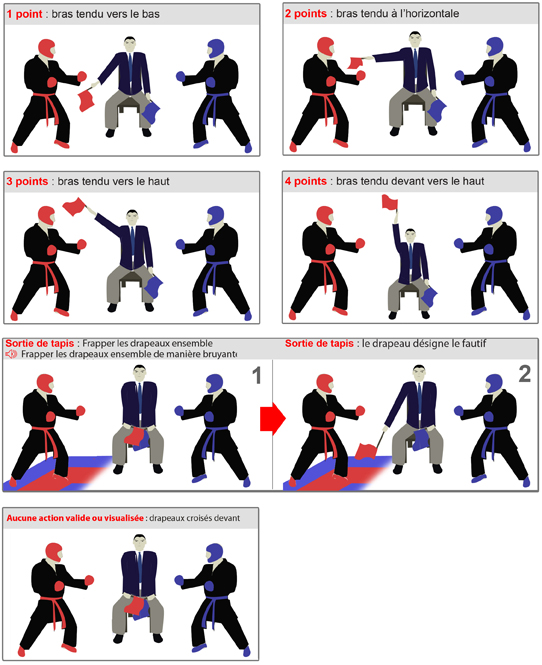 1 point : bras tendu vers le bas
2 points : bras tendu à l'horizontale
3 points : bras tendu vers le haut
4 points : bras tendu devant vers le haut
Sortie de tapis : Frapper les drapeaux ensemble
Frapper les drapeaux ensemble de manière bruyante
1
Sortie de tapis : le drapeau désigne le fautif
2
Aucune action valide ou visualisée : drapeaux croisés devant